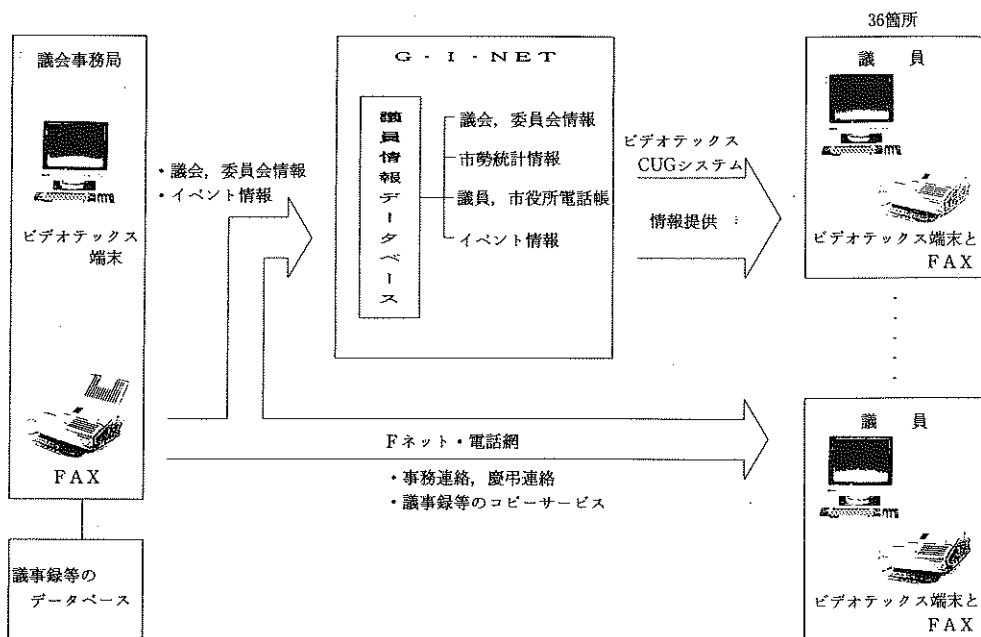 議会事務局
ビデオテックス
端末
FAX
議事録等の
データベース
・議会，委員会情報
・イベント情報
G・I・NET
議員情報データベース
議会，委員会情報
市勢統計情報
議員，市役所電話帳
イベント情報
ビデオテックス
CUGシステム
情報提供
Fネット・電話網
・事務連絡，慶弔連絡
・議事録等のコピーサービス
36箇所
議　員
ビデオテックス端末と
FAX
議　員
ビデオテックス端末と
FAX